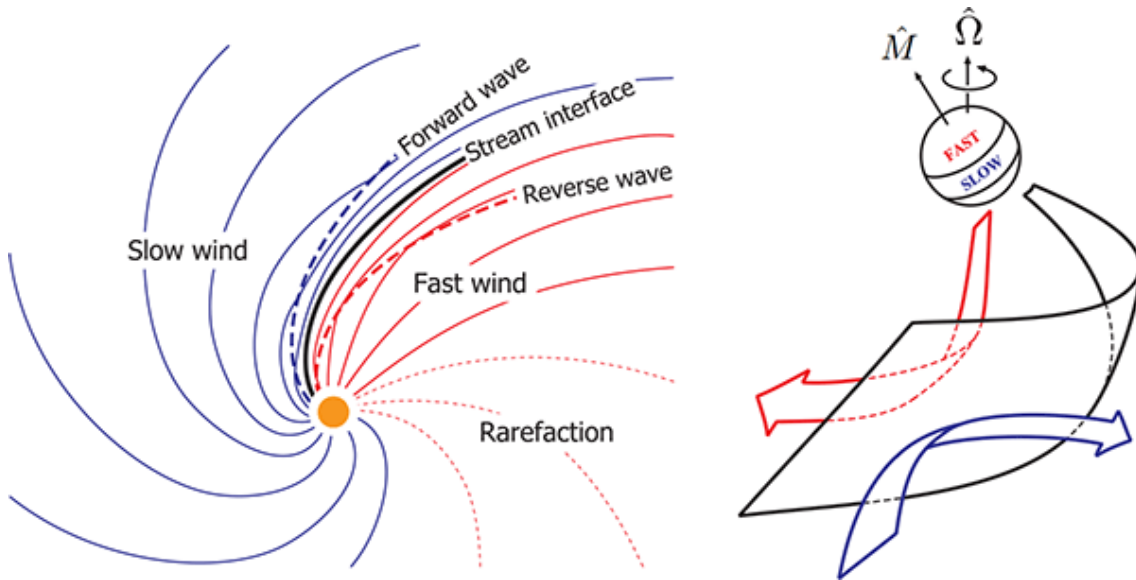 Forward wave
Stream interface
Reverse wave
Slow wind
Fast wind
Rarefaction
M̂
Ω̂
FAST
SLOW